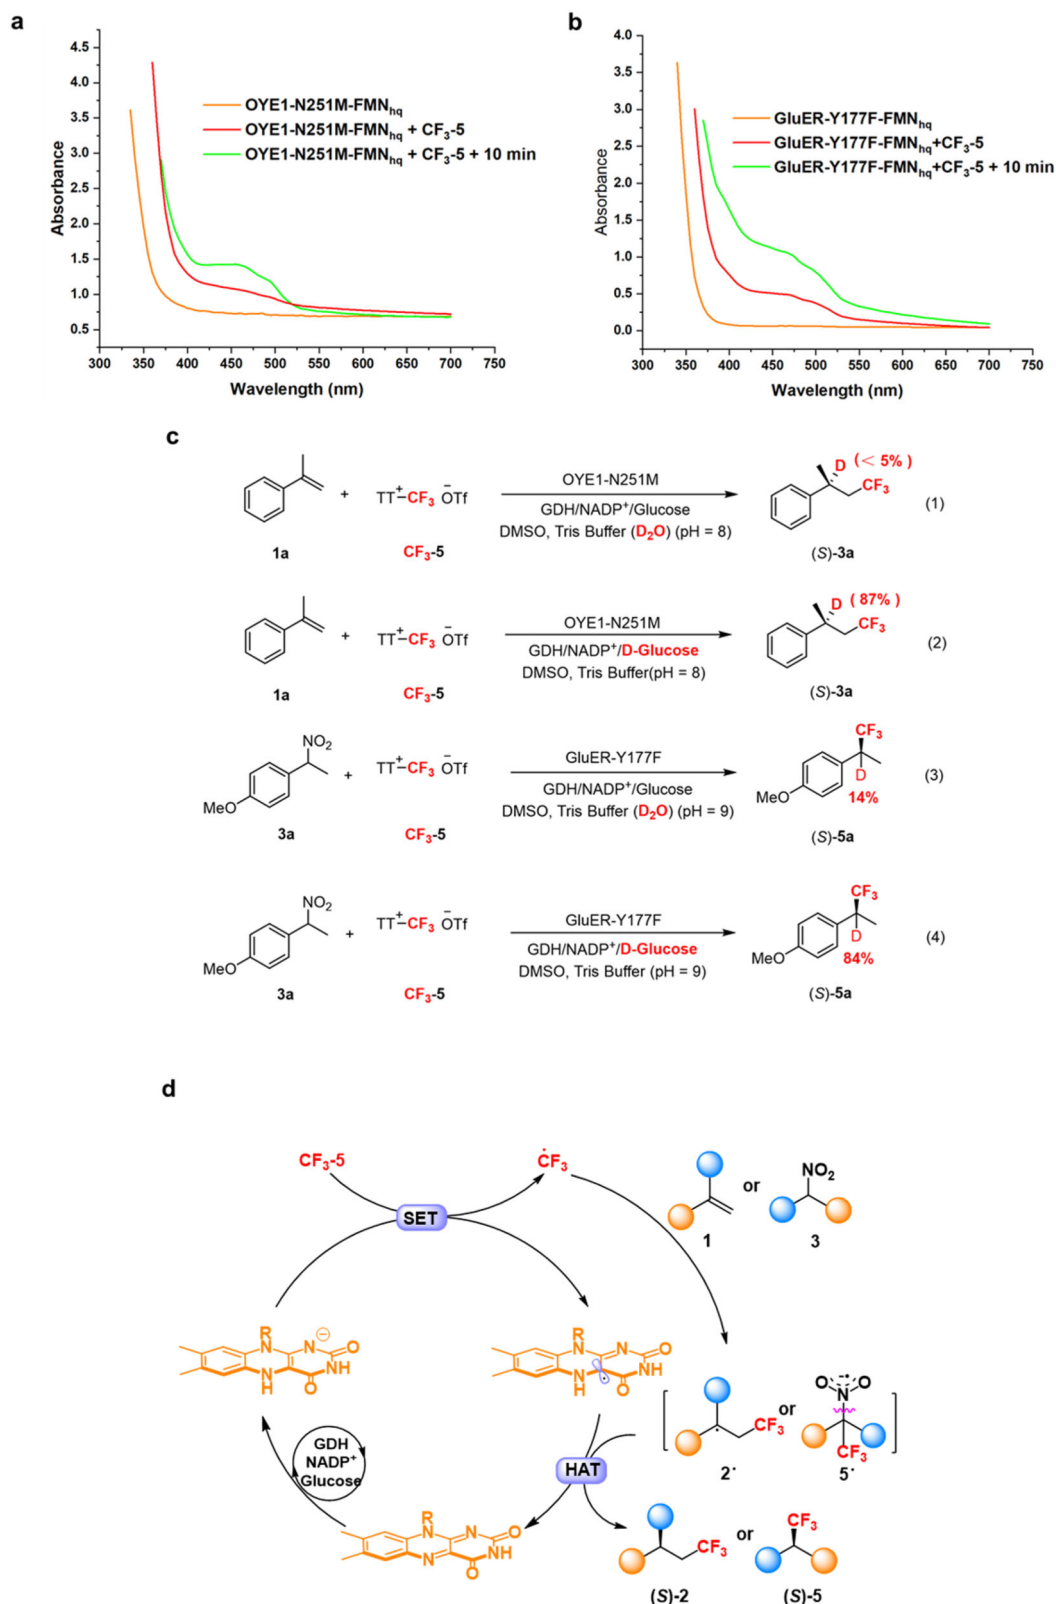 a
4.5
4.0
3.5
3.0
2.5
2.0
1.5
1.0
0.5
Absorbance
OYE1-N251M-FMNhq
OYE1-N251M-FMNhq + CF3-5
OYE1-N251M-FMNhq + CF3-5 + 10 min
300 350 400 450 500 550 600 650 700 750
Wavelength (nm)
b
4.0
3.5
3.0
2.5
2.0
1.5
1.0
0.5
0.0
Absorbance
GluER-Y177F-FMNhq
GluER-Y177F-FMNhq+CF3-5
GluER-Y177F-FMNhq+CF3-5 + 10 min
300 350 400 450 500 550 600 650 700 750
Wavelength (nm)
c
1a
+
TT+–CF3 −OTf
CF3-5
OYE1-N251M
GDH/NADP+/Glucose
DMSO, Tris Buffer (D2O) (pH = 8)
D (< 5%)
CF3
(S)-3a
(1)
1a
+
TT+–CF3 −OTf
CF3-5
OYE1-N251M
GDH/NADP+/D-Glucose
DMSO, Tris Buffer(pH = 8)
D (87%)
CF3
(S)-3a
(2)
NO2
MeO
3a
+
TT+–CF3 −OTf
CF3-5
GluER-Y177F
GDH/NADP+/Glucose
DMSO, Tris Buffer (D2O) (pH = 9)
CF3
D
MeO
14%
(S)-5a
(3)
NO2
MeO
3a
+
TT+–CF3 −OTf
CF3-5
GluER-Y177F
GDH/NADP+/D-Glucose
DMSO, Tris Buffer (pH = 9)
CF3
D
MeO
84%
(S)-5a
(4)
d
CF3-5
SET
·CF3
or
NO2
1
3
R
N
N
O
NH
N
H
O
−
R
N
N
O
NH
N
H
O
GDH
NADP+
Glucose
HAT
CF3
or
O
N
O
−·
CF3
2·
5·
R
N
N
O
NH
N
O
CF3
or
CF3
(S)-2
(S)-5